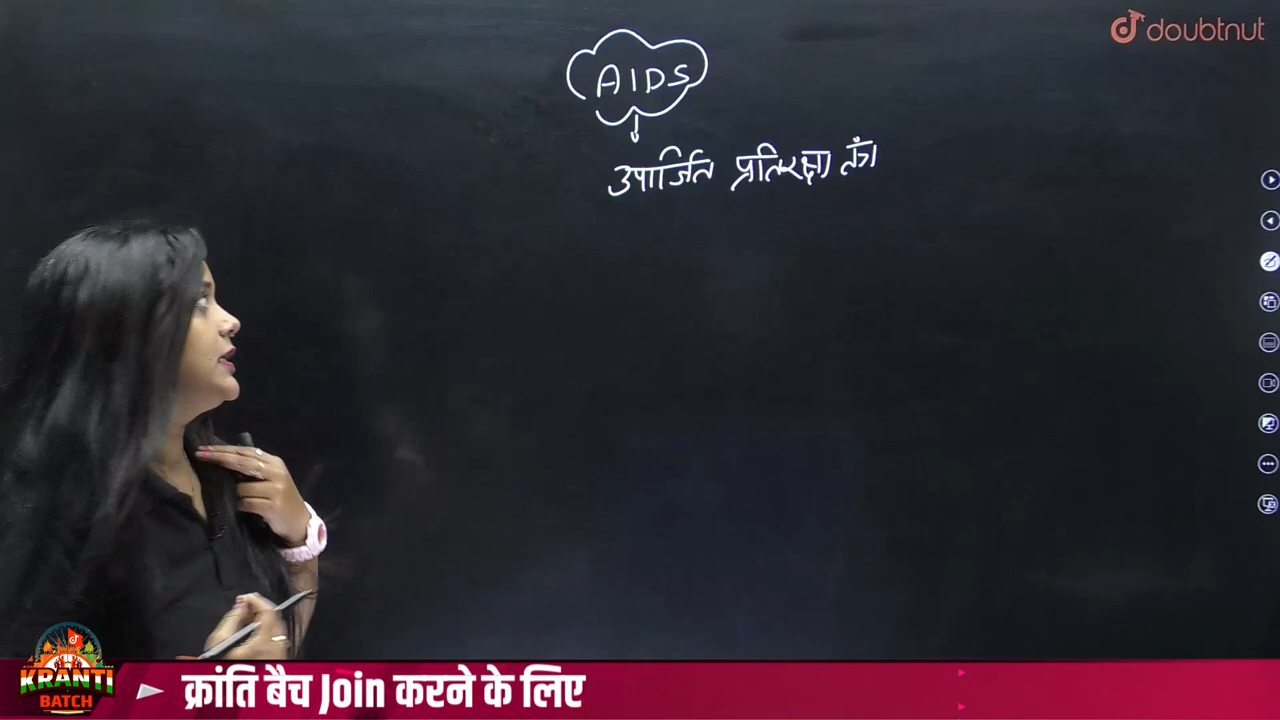 doubtnut
AIDS
उपार्जित प्रतिरक्षा तंत्र
KRANTI
BATCH
क्रांति बैच Join करने के लिए